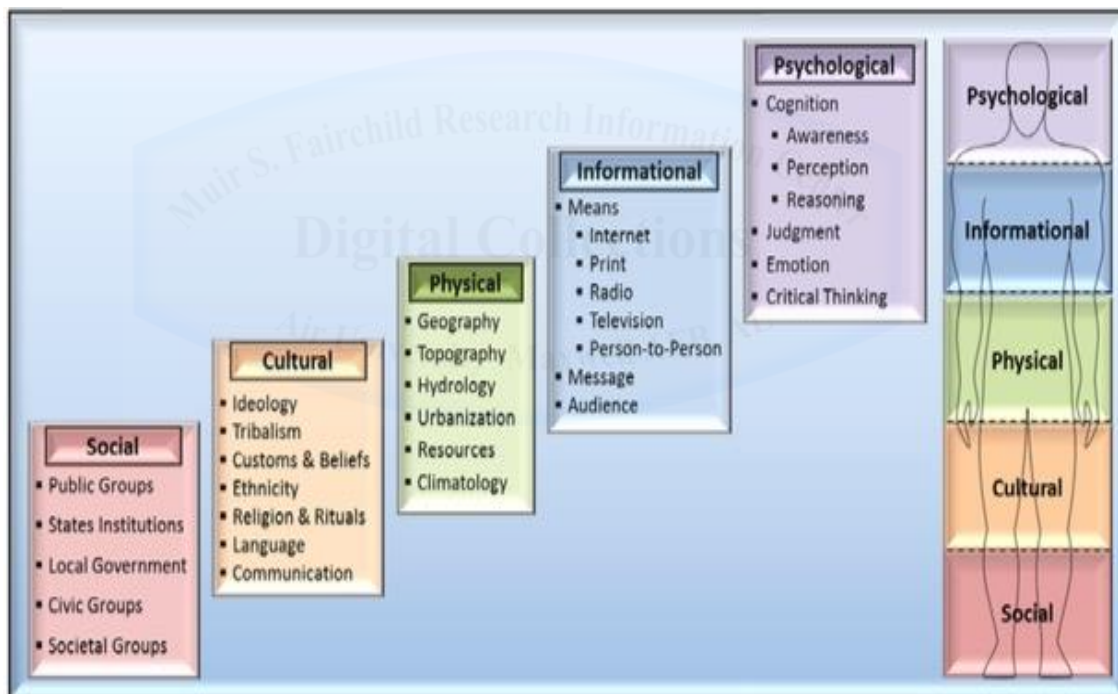 Social
Public Groups
States Institutions
Local Government
Civic Groups
Societal Groups
Cultural
Ideology
Tribalism
Customs & Beliefs
Ethnicity
Religion & Rituals
Language
Communication
Physical
Geography
Topography
Hydrology
Urbanization
Resources
Climatology
Informational
Means
Internet
Print
Radio
Television
Person-to-Person
Message
Audience
Psychological
Cognition
Awareness
Perception
Reasoning
Judgment
Emotion
Critical Thinking
Psychological
Informational
Physical
Cultural
Social
Muir S. Fairchild Research Information
Digital